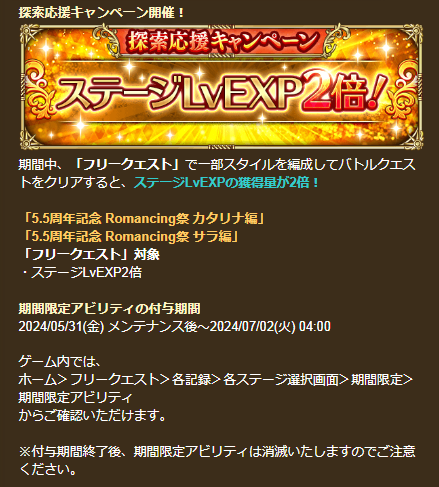 探索応援キャンペーン開催！
探索応援キャンペーン
ステージLvEXP2倍!
期間中、「フリークエスト」で一部スタイルを編成してバトルクエス
トをクリアすると、ステージLvEXPの獲得量が2倍！
「5.5周年記念 Romancing祭 カタリナ編」
「5.5周年記念 Romancing祭 サラ編」
「フリークエスト」対象
・ステージLvEXP2倍
期間限定アビリティの付与期間
2024/05/31(金) メンテナンス後～2024/07/02(火) 04:00
ゲーム内では、
ホーム＞フリークエスト＞各記録＞各ステージ選択画面＞期間限定＞
期間限定アビリティ
からご確認いただけます。
※付与期間終了後、期間限定アビリティは消滅いたしますのでご注意
ください。